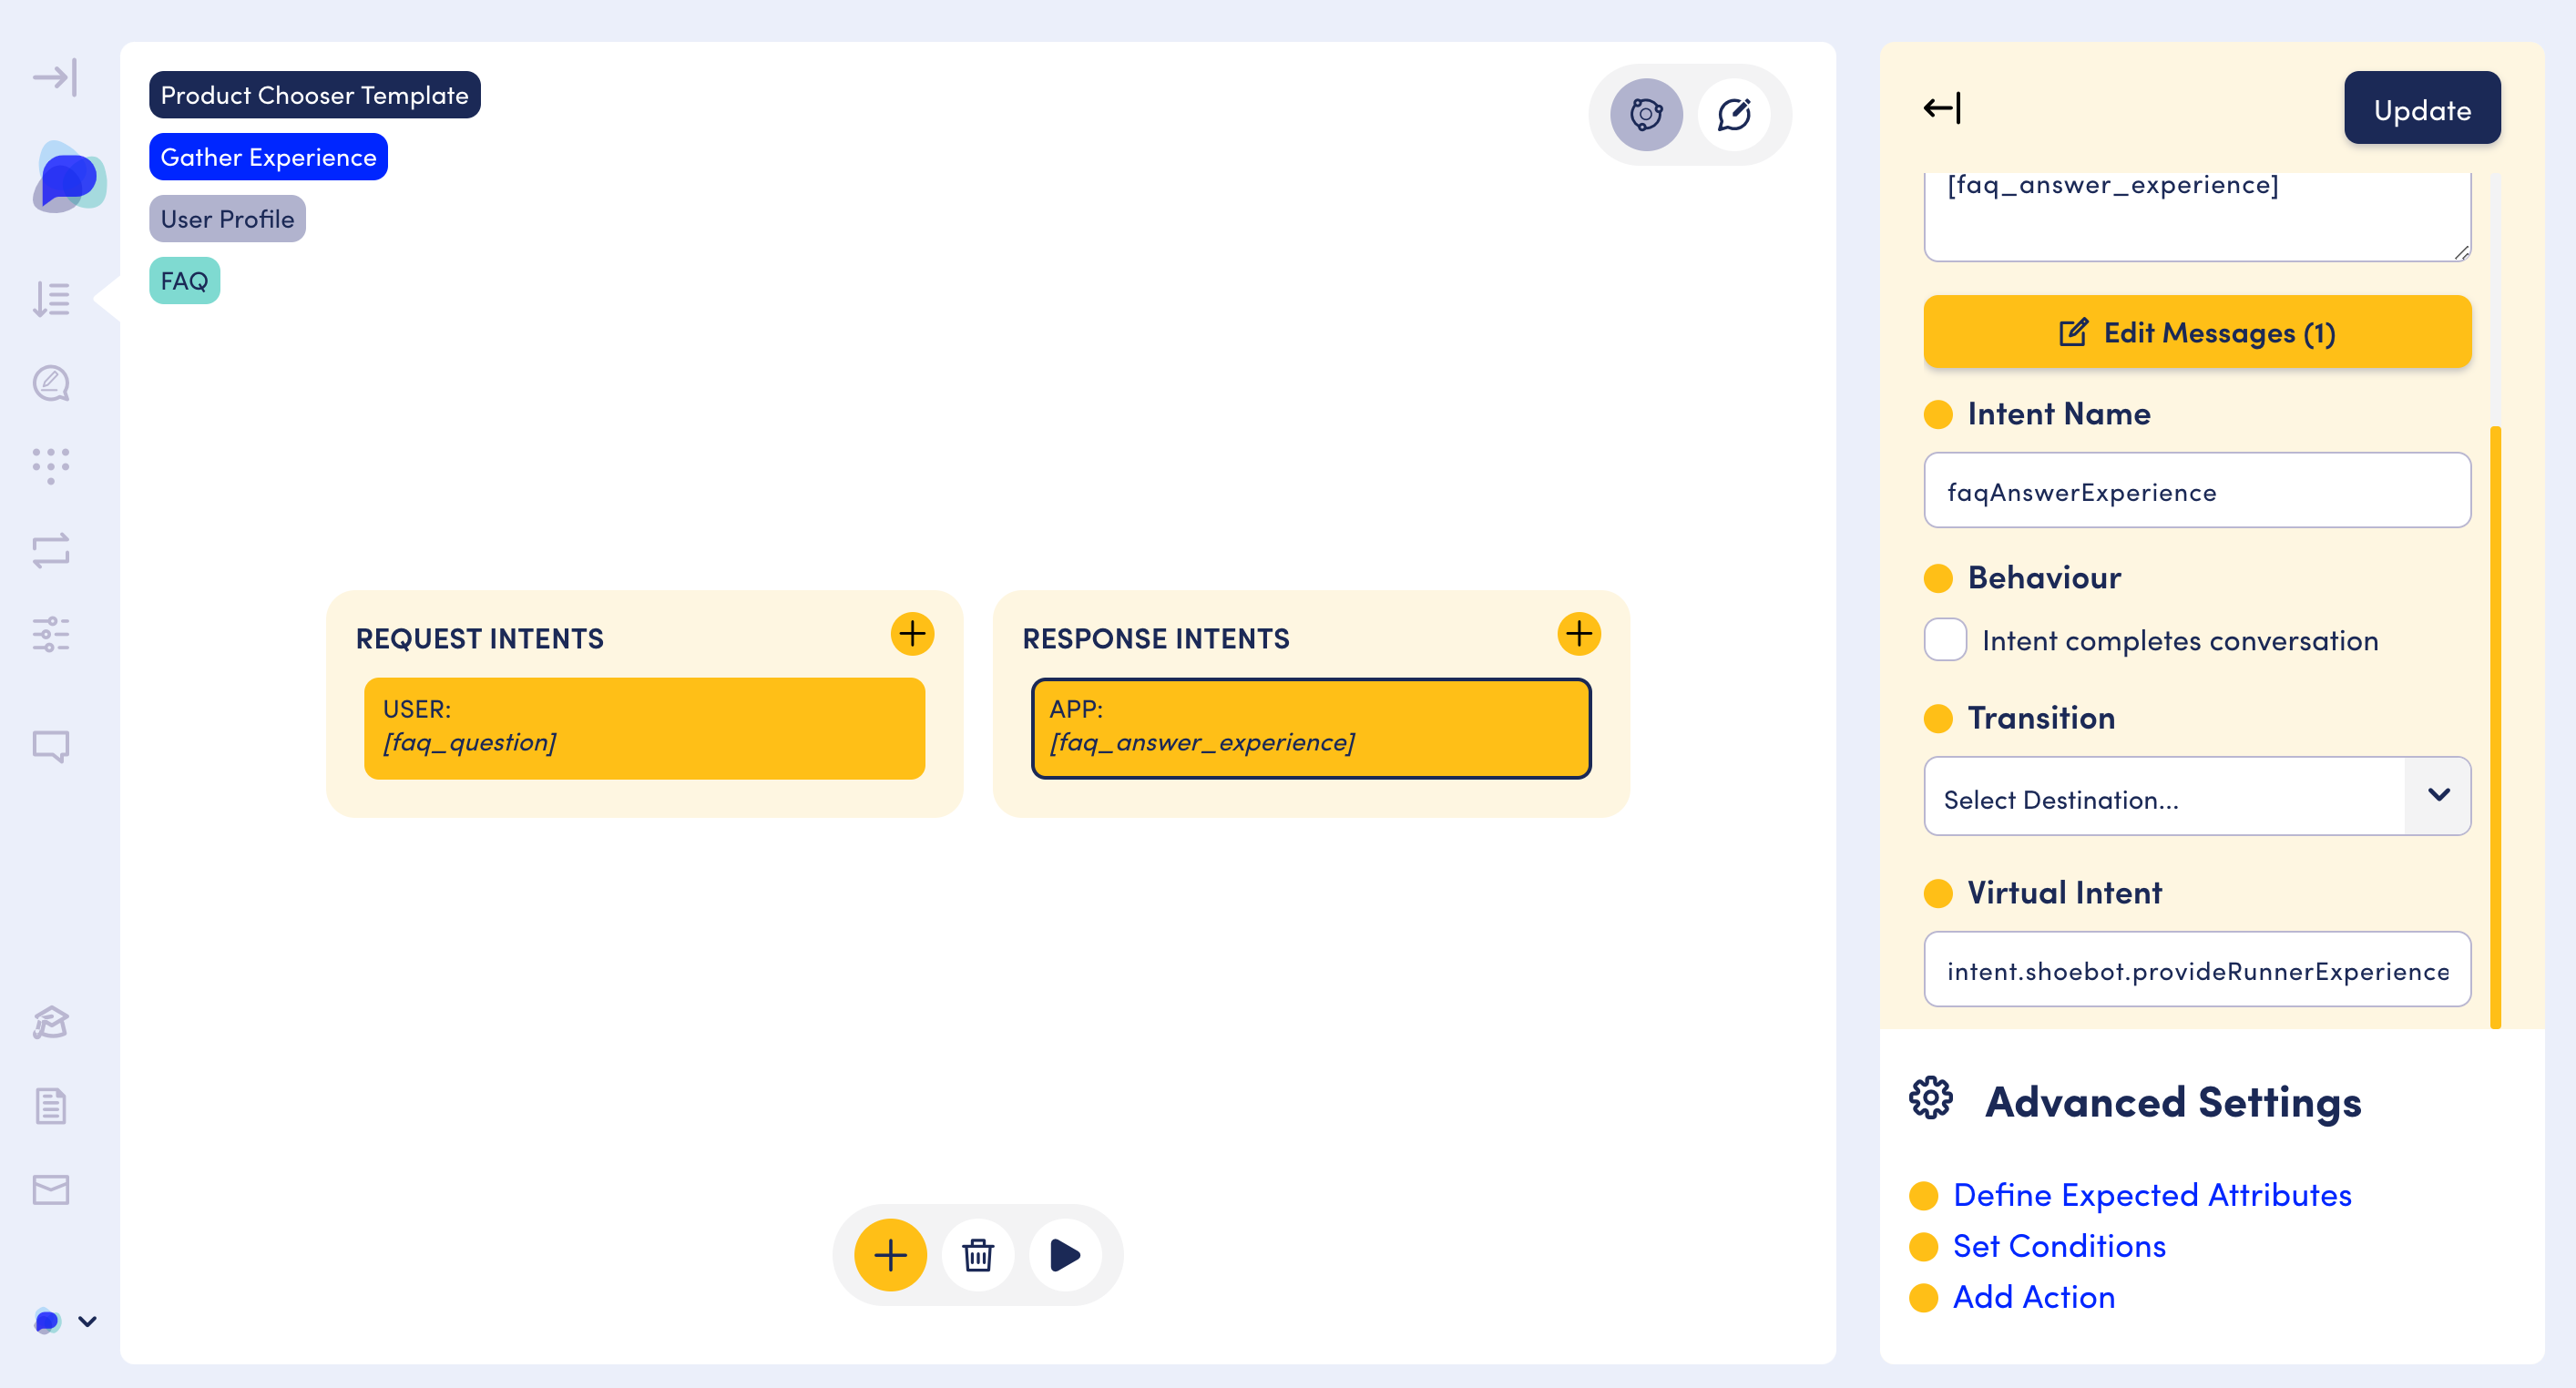 Product Chooser Template
Gather Experience
User Profile
FAQ
REQUEST INTENTS
USER:
[faq_question]
RESPONSE INTENTS
APP:
[faq_answer_experience]
Update
[faq_answer_experience]
Edit Messages (1)
Intent Name
faqAnswerExperience
Behaviour
Intent completes conversation
Transition
Select Destination...
Virtual Intent
intent.shoebot.provideRunnerExperience
Advanced Settings
Define Expected Attributes
Set Conditions
Add Action